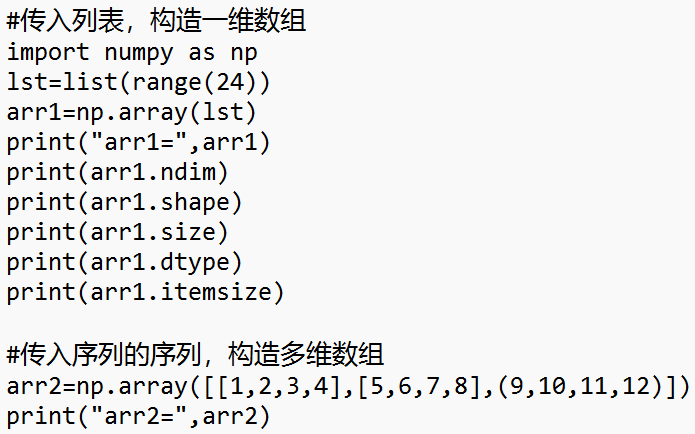 #传入列表，构造一维数组
import numpy as np
lst=list(range(24))
arr1=np.array(lst)
print("arr1=",arr1)
print(arr1.ndim)
print(arr1.shape)
print(arr1.size)
print(arr1.dtype)
print(arr1.itemsize)

#传入序列的序列，构造多维数组
arr2=np.array([[1,2,3,4],[5,6,7,8],(9,10,11,12)])
print("arr2=",arr2)